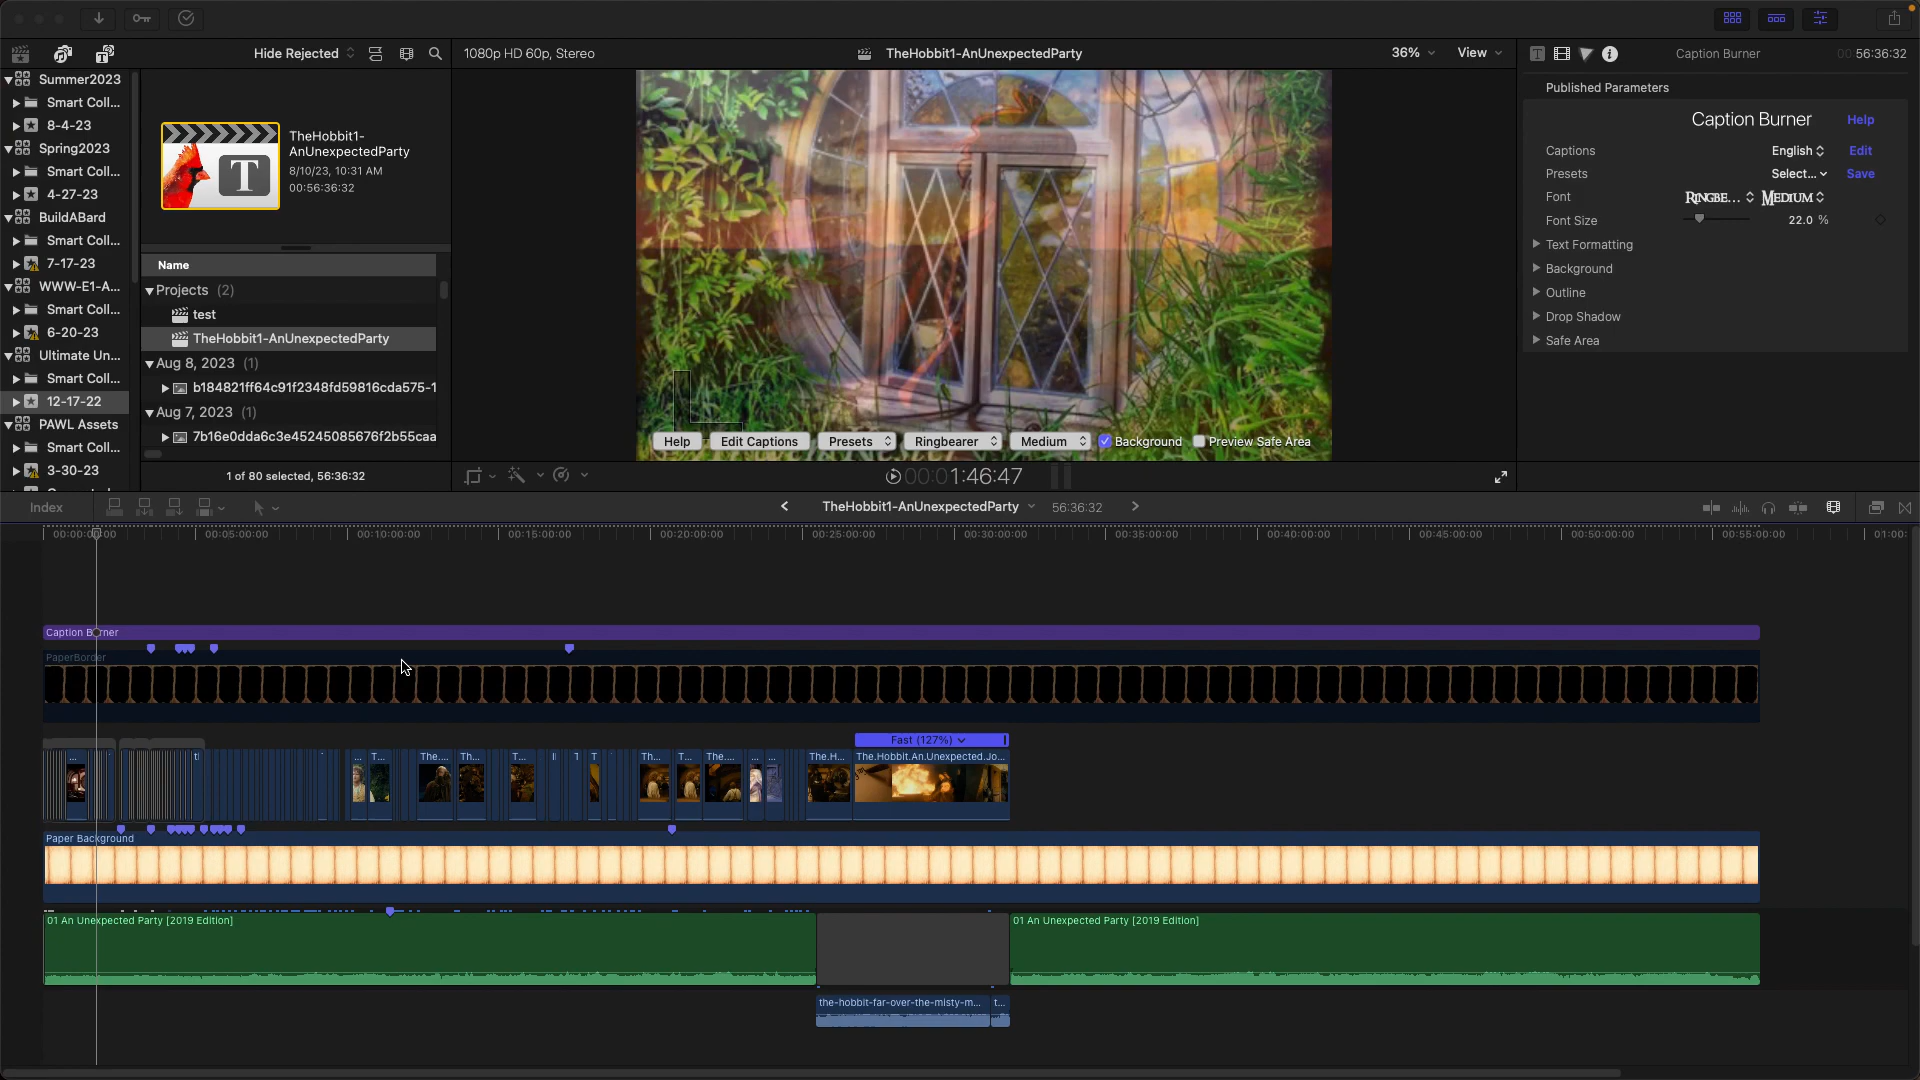 Hide Rejected
1080p HD 60p, Stereo
TheHobbit1-AnUnexpectedParty
36%
View
Caption Burner
00:56:36:32
Summer2023
Smart Coll...
8-4-23
Spring2023
Smart Coll...
4-27-23
BuildABard
Smart Coll...
7-17-23
WWW-E1-A...
Smart Coll...
6-20-23
Ultimate Un...
Smart Coll...
12-17-22
PAWL Assets
Smart Coll...
3-30-23
T
TheHobbit1-
AnUnexpectedParty
8/10/23, 10:31 AM
00:56:36:32
Name
Projects (2)
test
TheHobbit1-AnUnexpectedParty
Aug 8, 2023 (1)
b184821ff64c91f2348fd59816cda575-1
Aug 7, 2023 (1)
7b16e0dda6c3e45245085676f2b55caa
1 of 80 selected, 56:36:32
Help
Edit Captions
Presets
Ringbearer
Medium
Background
Preview Safe Area
00:01:46:47
Published Parameters
Caption Burner
Help
Captions
English
Edit
Presets
Select...
Save
Font
RINGBE...
MEDIUM
Font Size
22.0 %
Text Formatting
Background
Outline
Drop Shadow
Safe Area
Index
TheHobbit1-AnUnexpectedParty
56:36:32
00:05:00:00
00:10:00:00
00:15:00:00
00:20:00:00
00:25:00:00
00:30:00:00
00:35:00:00
00:40:00:00
00:45:00:00
00:50:00:00
00:55:00:00
01:00:
PaperBorder
Fast (127%)
... T... The.... Th... T... T Th... T... The.... ... ... The.H... The.Hobbit.An.Unexpected.Jo...
Paper Background
01 An Unexpected Party [2019 Edition]
01 An Unexpected Party [2019 Edition]
the-hobbit-far-over-the-misty-m...
t...